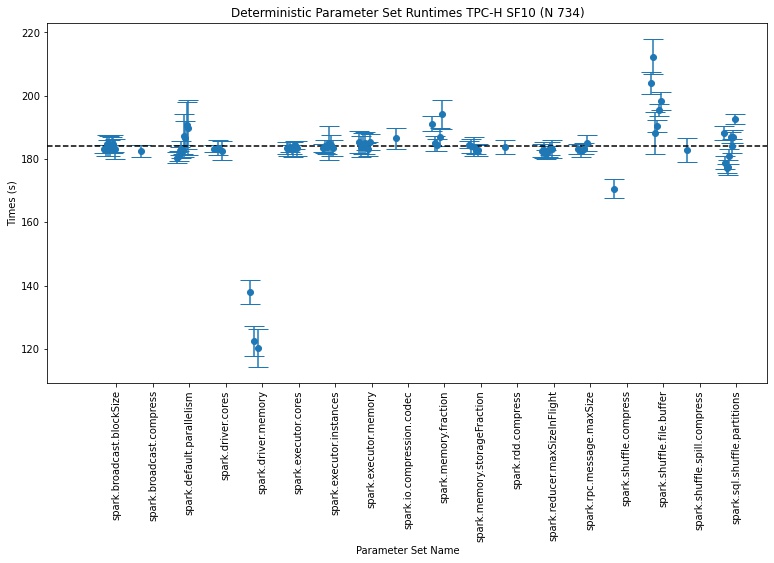 Deterministic Parameter Set Runtimes TPC-H SF10 (N 734)
220
200
180
160
140
120
Times (s)
spark.broadcast.blockSize
spark.broadcast.compress
spark.default.parallelism
spark.driver.cores
spark.driver.memory
spark.executor.cores
spark.executor.instances
spark.executor.memory
spark.io.compression.codec
spark.memory.fraction
spark.memory.storageFraction
spark.rdd.compress
spark.reducer.maxSizeInFlight
spark.rpc.message.maxSize
spark.shuffle.compress
spark.shuffle.file.buffer
spark.shuffle.spill.compress
spark.sql.shuffle.partitions
Parameter Set Name